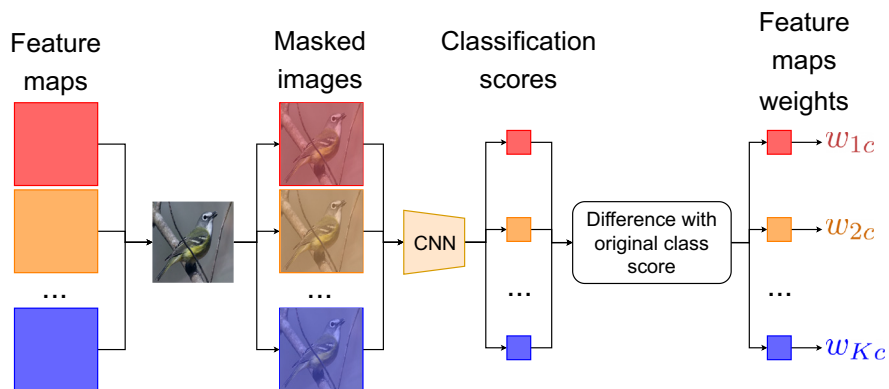 Feature
maps
Masked
images
Classification
scores
Feature
maps
weights
...
...
...
...
CNN
Difference with
original class
score
w1c
w2c
wKc